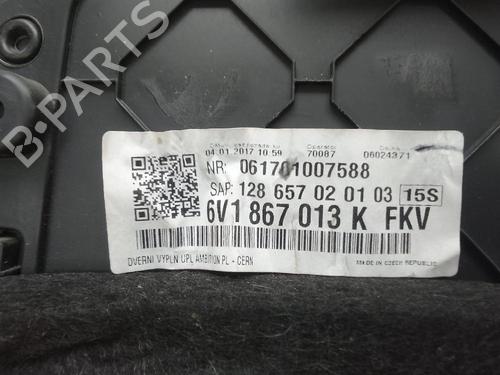 B-PARTS
04.01.2017 10:59 70087 06024371
NR: 061701007588
SAP: 128 657 02 01 03 15S
6V1 867 013 K FKV
DVERNI VYPLN UPL AMBITION PL - CERN
MADE IN CZECH REPUBLIC